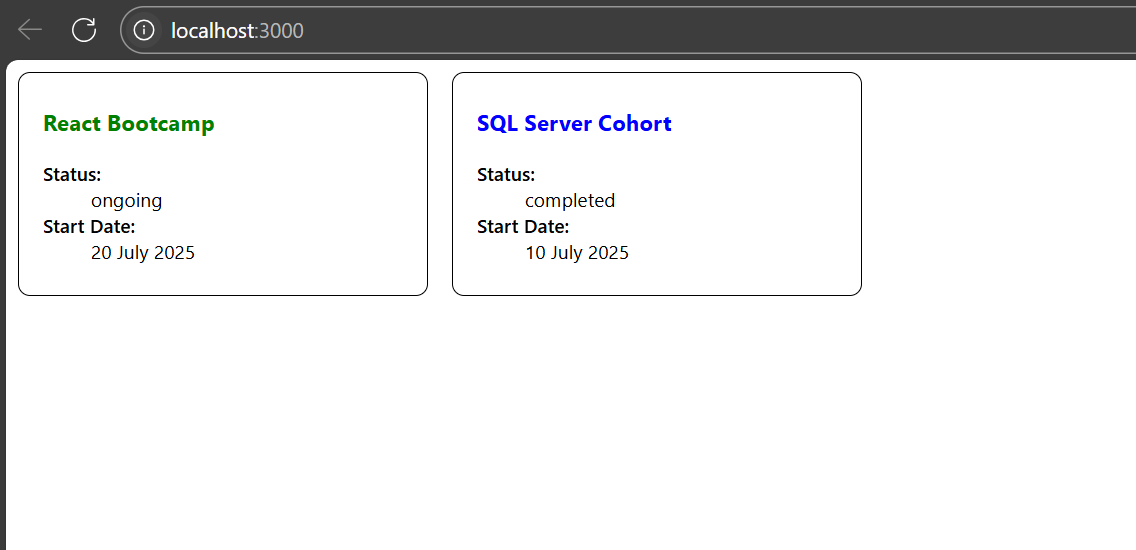 localhost:3000
React Bootcamp
Status:
ongoing
Start Date:
20 July 2025
SQL Server Cohort
Status:
completed
Start Date:
10 July 2025